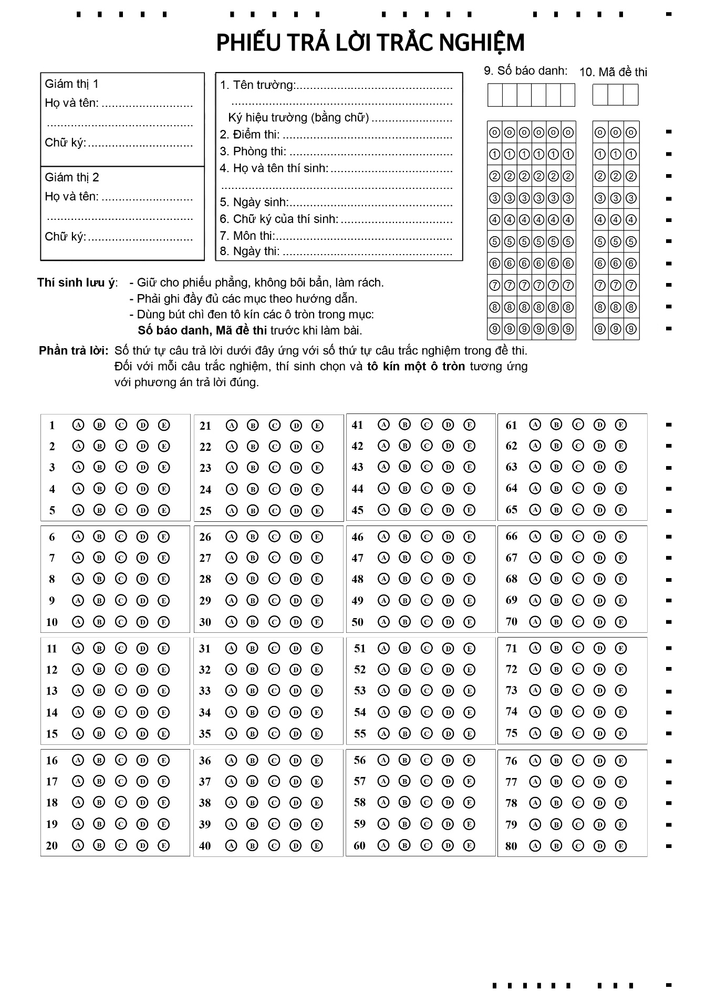 PHIẾU TRẢ LỜI TRẮC NGHIỆM
Giám thị 1
Họ và tên: ...........................
...........................................
Chữ ký:...............................
Giám thị 2
Họ và tên: ...........................
...........................................
Chữ ký:...............................
1. Tên trường:..............................................
.................................................................
Ký hiệu trường (bằng chữ)........................
2. Điểm thi: ..................................................
3. Phòng thi: ................................................
4. Họ và tên thí sinh:....................................
....................................................................
5. Ngày sinh:................................................
6. Chữ ký của thí sinh: .................................
7. Môn thi:....................................................
8. Ngày thi: ..................................................
9. Số báo danh: 10. Mã đề thi
0 0 0 0 0 0 0 0 0
1 1 1 1 1 1 1 1 1
2 2 2 2 2 2 2 2 2
3 3 3 3 3 3 3 3 3
4 4 4 4 4 4 4 4 4
5 5 5 5 5 5 5 5 5
6 6 6 6 6 6 6 6 6
7 7 7 7 7 7 7 7 7
8 8 8 8 8 8 8 8 8
9 9 9 9 9 9 9 9 9
Thí sinh lưu ý: - Giữ cho phiếu phẳng, không bôi bẩn, làm rách.
- Phải ghi đầy đủ các mục theo hướng dẫn.
- Dùng bút chì đen tô kín các ô tròn trong mục:
Số báo danh, Mã đề thi trước khi làm bài.
Phần trả lời: Số thứ tự câu trả lời dưới đây ứng với số thứ tự câu trắc nghiệm trong đề thi.
Đối với mỗi câu trắc nghiệm, thí sinh chọn và tô kín một ô tròn tương ứng
với phương án trả lời đúng.
1 A B C D E 21 A B C D E 41 A B C D E 61 A B C D E
2 A B C D E 22 A B C D E 42 A B C D E 62 A B C D E
3 A B C D E 23 A B C D E 43 A B C D E 63 A B C D E
4 A B C D E 24 A B C D E 44 A B C D E 64 A B C D E
5 A B C D E 25 A B C D E 45 A B C D E 65 A B C D E
6 A B C D E 26 A B C D E 46 A B C D E 66 A B C D E
7 A B C D E 27 A B C D E 47 A B C D E 67 A B C D E
8 A B C D E 28 A B C D E 48 A B C D E 68 A B C D E
9 A B C D E 29 A B C D E 49 A B C D E 69 A B C D E
10 A B C D E 30 A B C D E 50 A B C D E 70 A B C D E
11 A B C D E 31 A B C D E 51 A B C D E 71 A B C D E
12 A B C D E 32 A B C D E 52 A B C D E 72 A B C D E
13 A B C D E 33 A B C D E 53 A B C D E 73 A B C D E
14 A B C D E 34 A B C D E 54 A B C D E 74 A B C D E
15 A B C D E 35 A B C D E 55 A B C D E 75 A B C D E
16 A B C D E 36 A B C D E 56 A B C D E 76 A B C D E
17 A B C D E 37 A B C D E 57 A B C D E 77 A B C D E
18 A B C D E 38 A B C D E 58 A B C D E 78 A B C D E
19 A B C D E 39 A B C D E 59 A B C D E 79 A B C D E
20 A B C D E 40 A B C D E 60 A B C D E 80 A B C D E